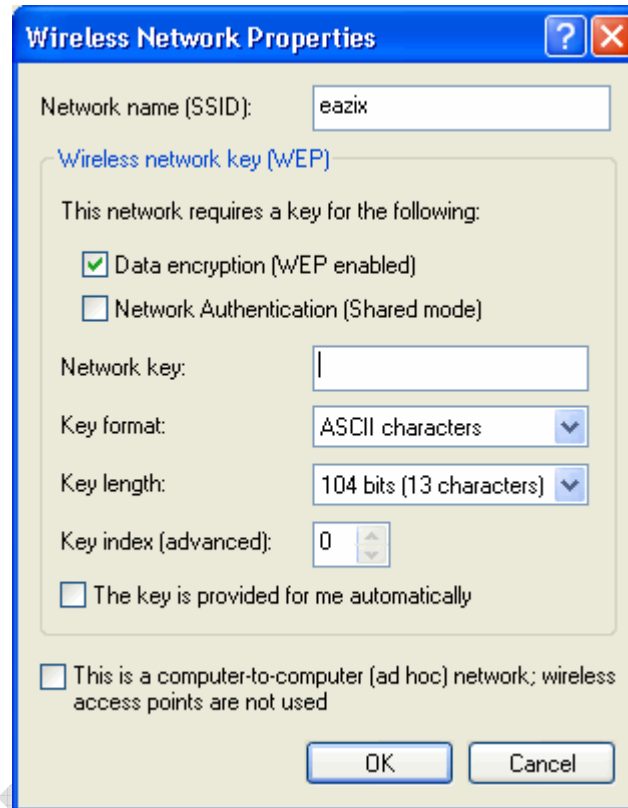 Wireless Network Properties
Network name (SSID): eazix
Wireless network key (WEP)
This network requires a key for the following:
Data encryption (WEP enabled)
Network Authentication (Shared mode)
Network key:
Key format: ASCII characters
Key length: 104 bits (13 characters)
Key index (advanced): 0
The key is provided for me automatically
This is a computer-to-computer (ad hoc) network; wireless
access points are not used
OK Cancel